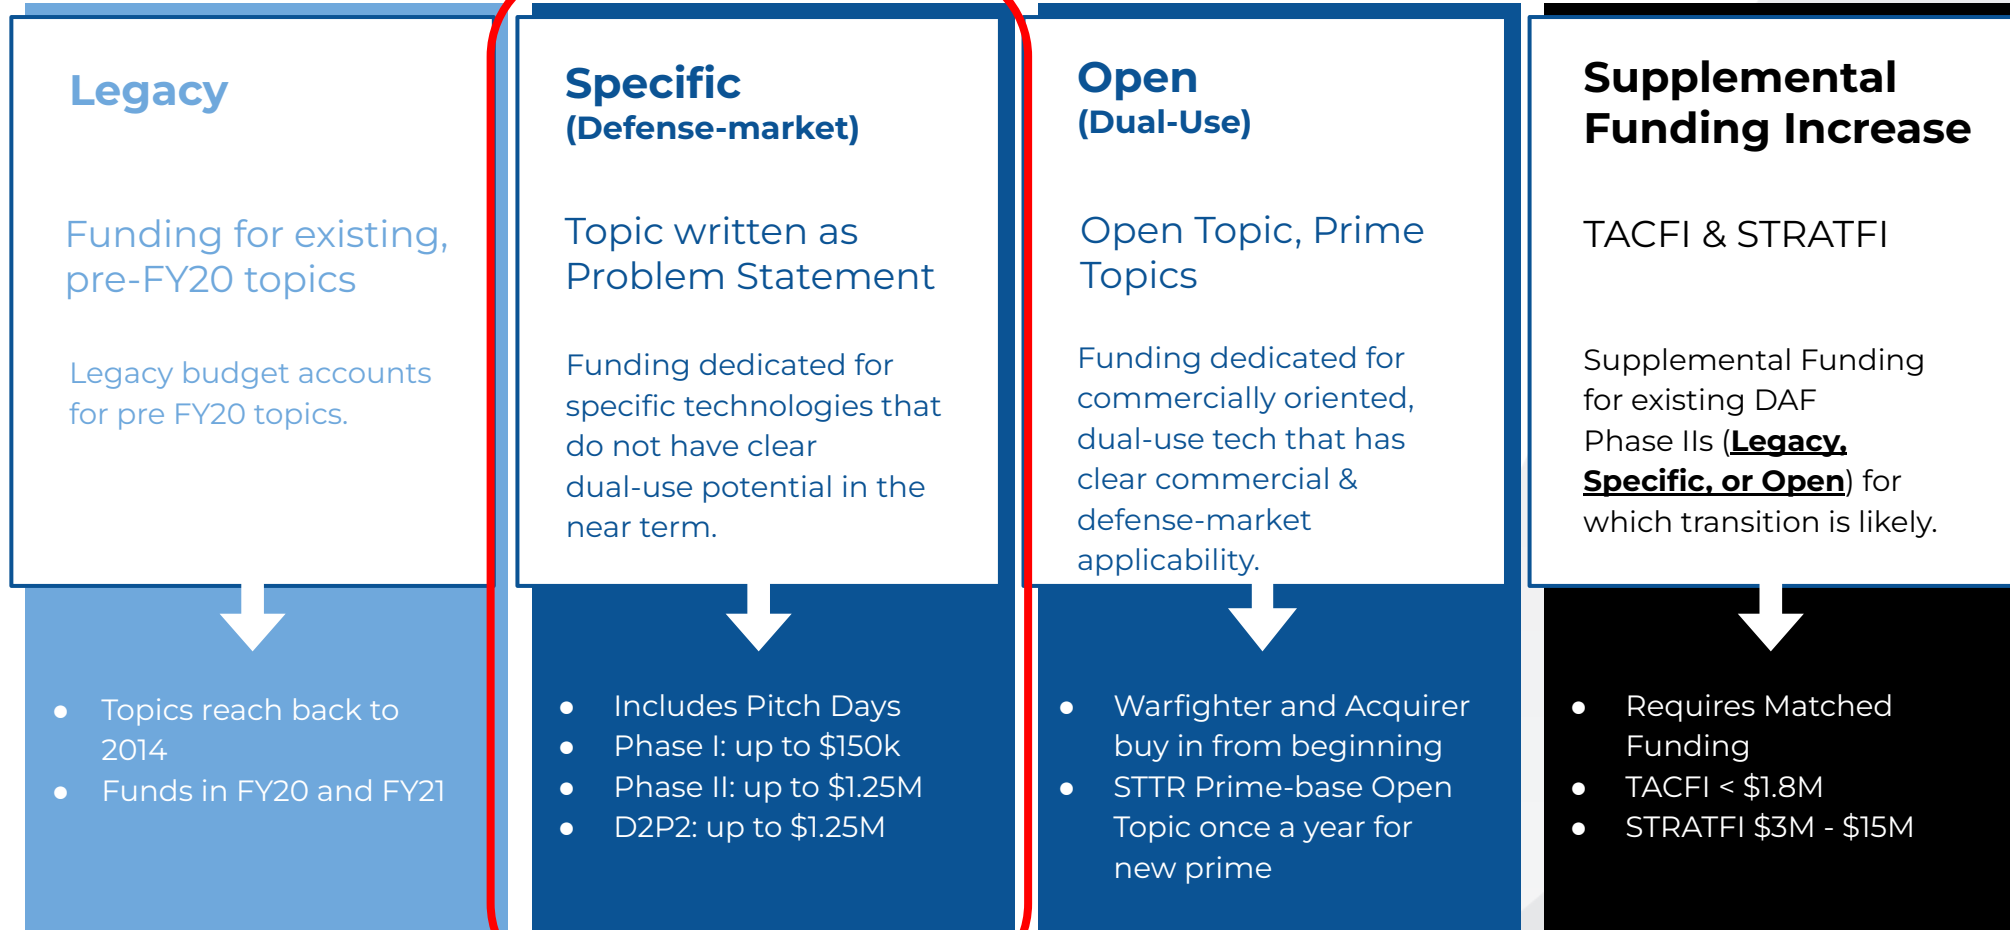 Legacy
Funding for existing,
pre-FY20 topics
Legacy budget accounts
for pre FY20 topics.
● Topics reach back to
2014
● Funds in FY20 and FY21
Specific
(Defense-market)
Topic written as
Problem Statement
Funding dedicated for
specific technologies that
do not have clear
dual-use potential in the
near term.
● Includes Pitch Days
● Phase I: up to $150k
● Phase II: up to $1.25M
● D2P2: up to $1.25M
Open
(Dual-Use)
Open Topic, Prime
Topics
Funding dedicated for
commercially oriented,
dual-use tech that has
clear commercial &
defense-market
applicability.
● Warfighter and Acquirer
buy in from beginning
● STTR Prime-base Open
Topic once a year for
new prime
Supplemental
Funding Increase
TACFI & STRATFI
Supplemental Funding
for existing DAF
Phase IIs (Legacy,
Specific, or Open) for
which transition is likely.
● Requires Matched
Funding
● TACFI < $1.8M
● STRATFI $3M - $15M